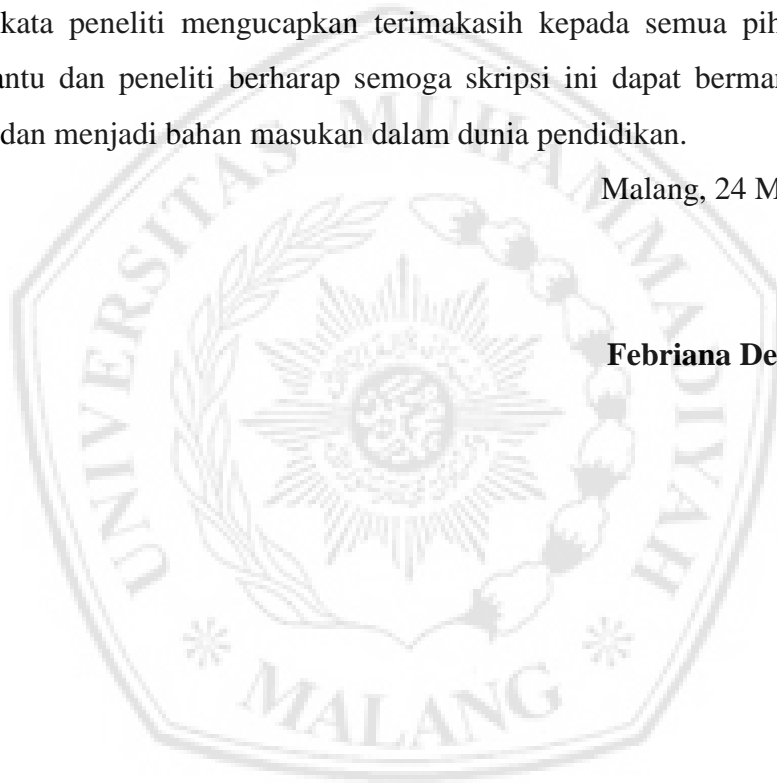 kata peneliti mengucapkan terimakasih kepada semua pih
antu dan peneliti berharap semoga skripsi ini dapat berman
dan menjadi bahan masukan dalam dunia pendidikan.
Malang, 24 M
Febriana De
UNIVERSITAS MUHAMMADIYAH
MALANG